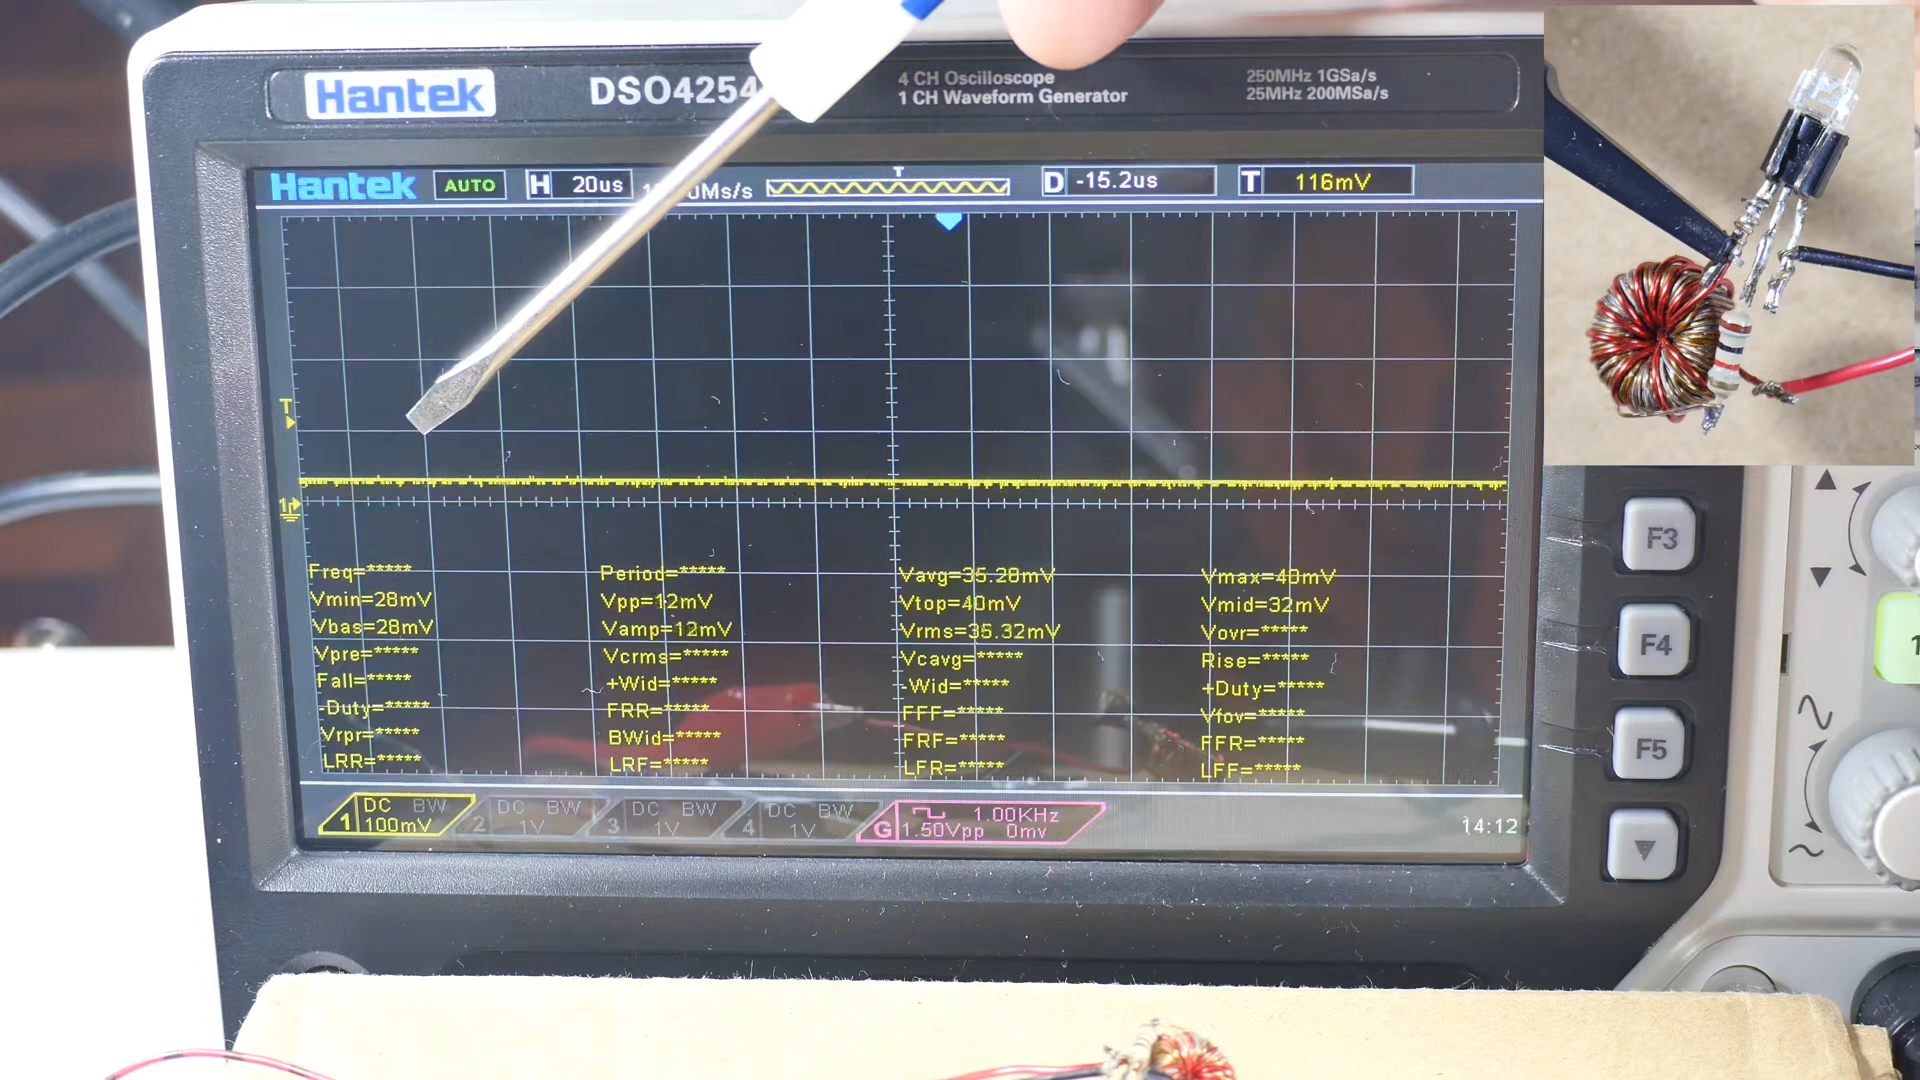 Hantek DSO4254 4 CH Oscilloscope 250MHz 1GSa/s
1 CH Waveform Generator 25MHz 200MSa/s
Hantek AUTO H 20us Ms/s T D -15.2us T 116mV
T
1
Freq=***** Period=***** Vavg=35.28mV Vmax=40mV
Vmin=28mV Vpp=12mV Vtop=40mV Vmid=32mV
Vbas=28mV Vamp=12mV Vrms=35.32mV Vovr=*****
Vpre=***** Vcrms=***** Vcavg=***** Rise=*****
Fall=***** +Wid=***** -Wid=***** +Duty=*****
-Duty=***** FRR=***** FFF=***** Vfov=*****
Vrpr=***** BWid=***** FRF=***** FFR=*****
LRR=***** LRF=***** LFR=***** LFF=*****
1 DC BW 100mV
2 DC BW 1V
3 DC BW 1V
4 DC BW 1V
G 1.00KHz 1.50Vpp 0mv
14:12
F3
F4
F5
1